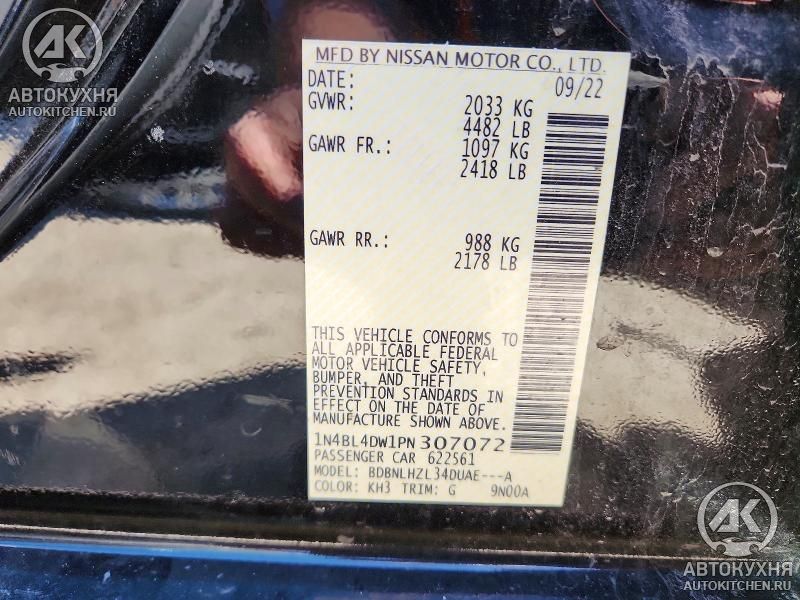 AK
АВТОКУХНЯ
AUTOKITCHEN.RU
MFD BY NISSAN MOTOR CO., LTD.
DATE: 09/22
GVWR: 2033 KG
4482 LB
GAWR FR.: 1097 KG
2418 LB
GAWR RR.: 988 KG
2178 LB
THIS VEHICLE CONFORMS TO
ALL APPLICABLE FEDERAL
MOTOR VEHICLE SAFETY,
BUMPER, AND THEFT
PREVENTION STANDARDS IN
EFFECT ON THE DATE OF
MANUFACTURE SHOWN ABOVE.
1N4BL4DW1PN307072
PASSENGER CAR 622561
MODEL: BDBNLHZL34DUAE---A
COLOR: KH3 TRIM: G 9N00A
AK
АВТОКУХНЯ
AUTOKITCHEN.RU